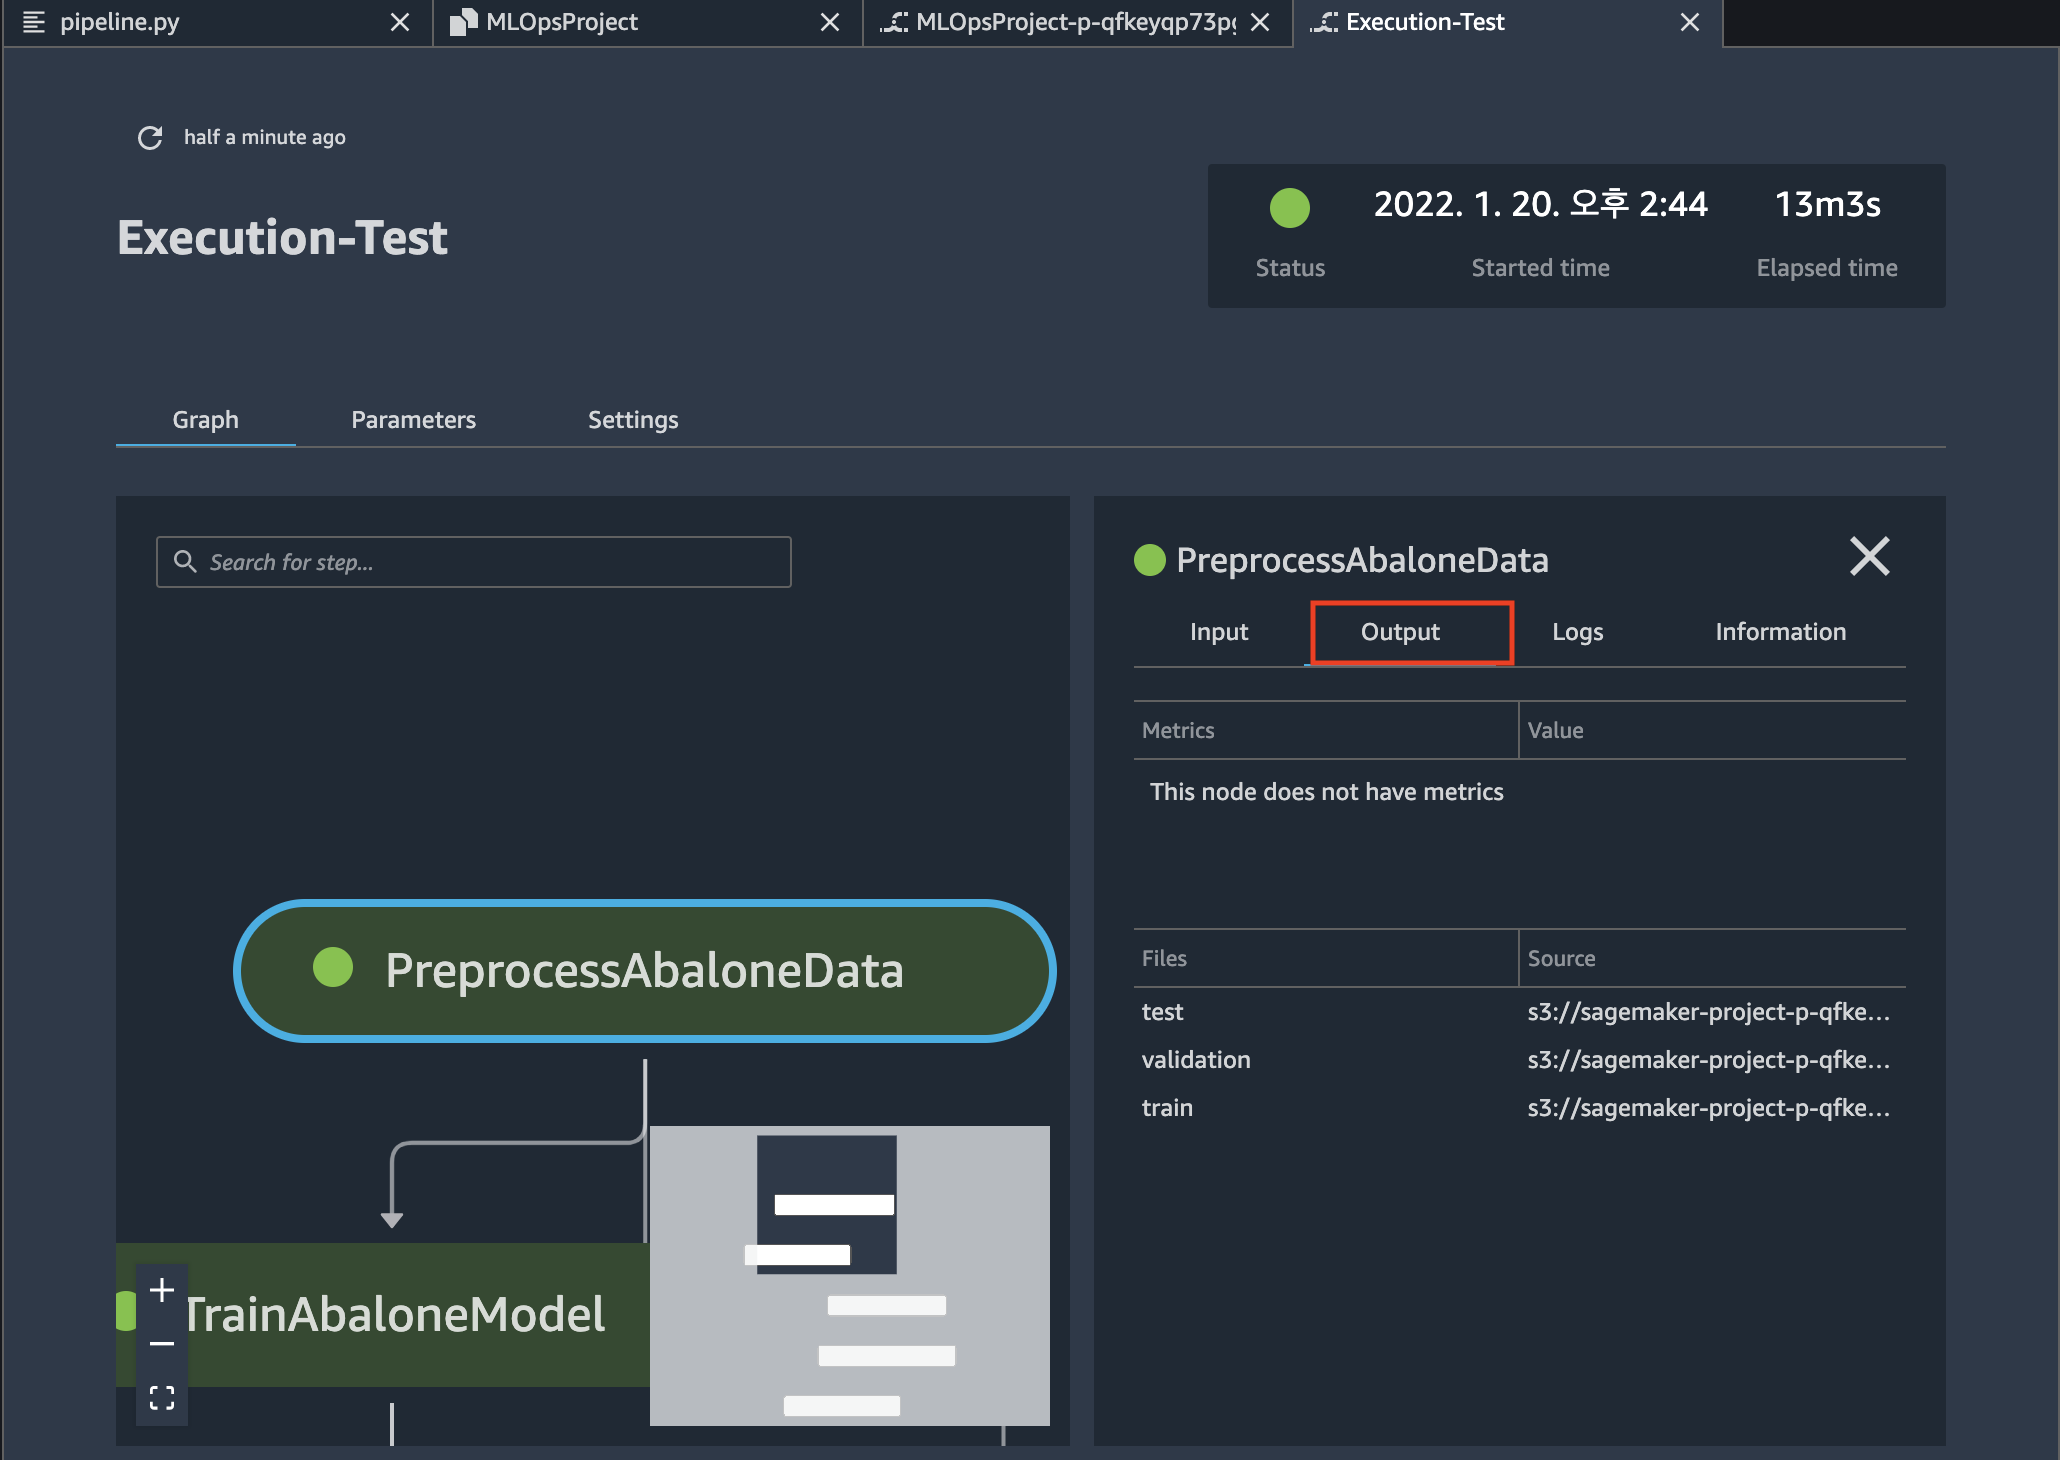 pipeline.py
MLOpsProject
MLOpsProject-p-qfkeyqp73pg
Execution-Test
half a minute ago
Execution-Test
2022. 1. 20. 오후 2:44
13m3s
Status
Started time
Elapsed time
Graph
Parameters
Settings
Search for step...
PreprocessAbaloneData
TrainAbaloneModel
PreprocessAbaloneData
Input
Output
Logs
Information
Metrics
Value
This node does not have metrics
Files
Source
test
s3://sagemaker-project-p-qfke...
validation
s3://sagemaker-project-p-qfke...
train
s3://sagemaker-project-p-qfke...